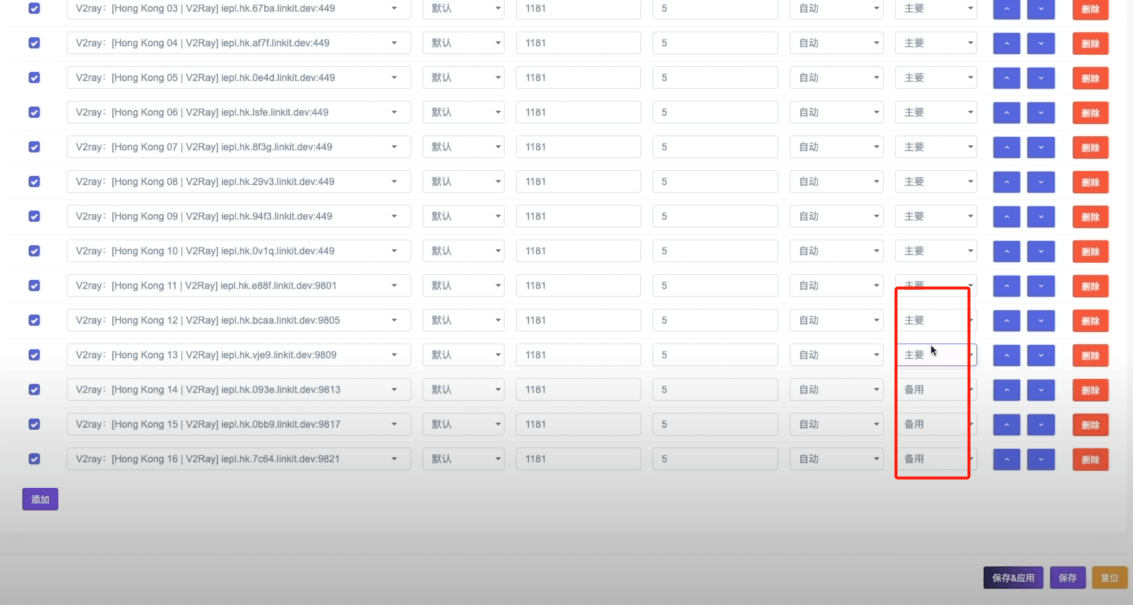 V2ray：[Hong Kong 03 | V2Ray] iepl.hk.67ba.linkit.dev:449 默认 1181 5 自动 主要 删除
V2ray：[Hong Kong 04 | V2Ray] iepl.hk.af7f.linkit.dev:449 默认 1181 5 自动 主要 删除
V2ray：[Hong Kong 05 | V2Ray] iepl.hk.0e4d.linkit.dev:449 默认 1181 5 自动 主要 删除
V2ray：[Hong Kong 06 | V2Ray] iepl.hk.lsfe.linkit.dev:449 默认 1181 5 自动 主要 删除
V2ray：[Hong Kong 07 | V2Ray] iepl.hk.8f3g.linkit.dev:449 默认 1181 5 自动 主要 删除
V2ray：[Hong Kong 08 | V2Ray] iepl.hk.29v3.linkit.dev:449 默认 1181 5 自动 主要 删除
V2ray：[Hong Kong 09 | V2Ray] iepl.hk.94f3.linkit.dev:449 默认 1181 5 自动 主要 删除
V2ray：[Hong Kong 10 | V2Ray] iepl.hk.0v1q.linkit.dev:449 默认 1181 5 自动 主要 删除
V2ray：[Hong Kong 11 | V2Ray] iepl.hk.e88f.linkit.dev:9801 默认 1181 5 自动 主要 删除
V2ray：[Hong Kong 12 | V2Ray] iepl.hk.bcaa.linkit.dev:9805 默认 1181 5 自动 主要 删除
V2ray：[Hong Kong 13 | V2Ray] iepl.hk.vje9.linkit.dev:9809 默认 1181 5 自动 主要 删除
V2ray：[Hong Kong 14 | V2Ray] iepl.hk.093e.linkit.dev:9813 默认 1181 5 自动 备用 删除
V2ray：[Hong Kong 15 | V2Ray] iepl.hk.0bb9.linkit.dev:9817 默认 1181 5 自动 备用 删除
V2ray：[Hong Kong 16 | V2Ray] iepl.hk.7c64.linkit.dev:9821 默认 1181 5 自动 备用 删除
添加
保存&应用 保存 复位